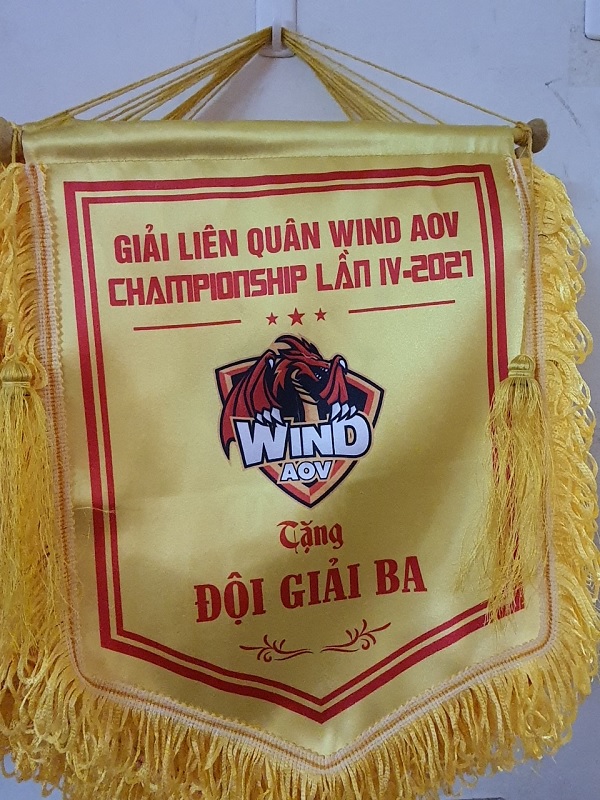 GIẢI LIÊN QUÂN WIND AOV
CHAMPIONSHIP LẦN IV-2021
WIND
AOV
Tặng
ĐỘI GIẢI BA